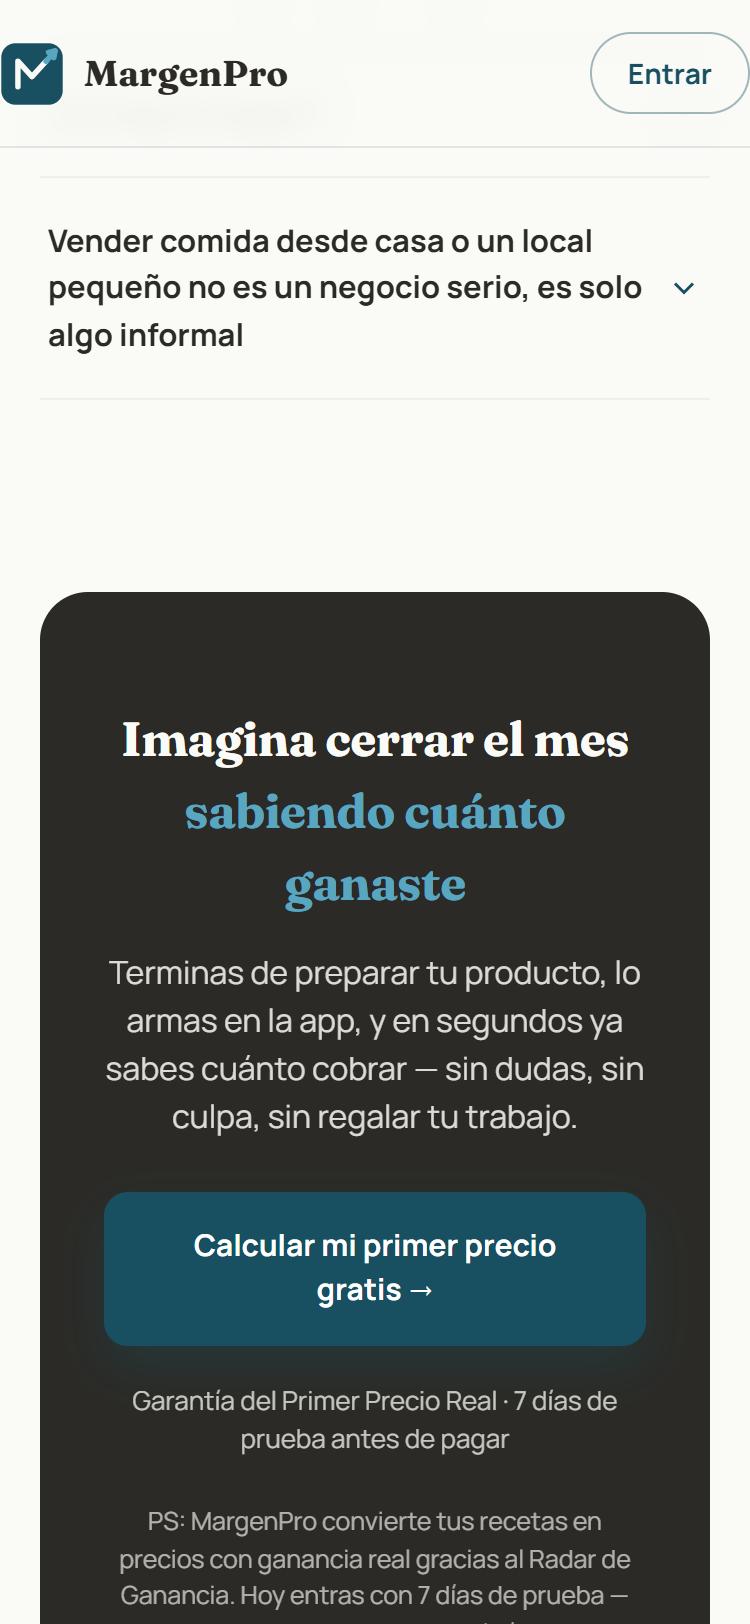 MargenPro
Entrar
Vender comida desde casa o un local
pequeño no es un negocio serio, es solo
algo informal
Imagina cerrar el mes
sabiendo cuánto
ganaste
Terminas de preparar tu producto, lo
armas en la app, y en segundos ya
sabes cuánto cobrar — sin dudas, sin
culpa, sin regalar tu trabajo.
Calcular mi primer precio
gratis →
Garantía del Primer Precio Real · 7 días de
prueba antes de pagar
PS: MargenPro convierte tus recetas en
precios con ganancia real gracias al Radar de
Ganancia. Hoy entras con 7 días de prueba —